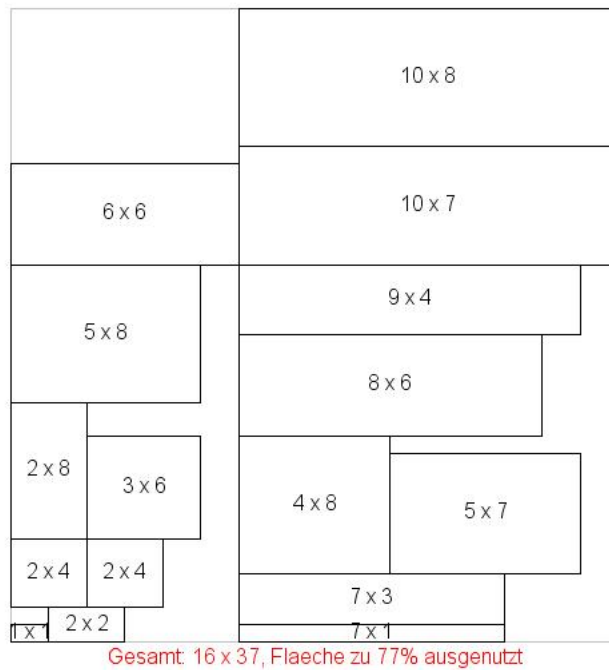 10 x 8
10 x 7
6 x 6
9 x 4
5 x 8
8 x 6
2 x 8
3 x 6
4 x 8
5 x 7
2 x 4
2 x 4
7 x 3
2 x 2
1 x 1
7 x 1
Gesamt: 16 x 37, Flaeche zu 77% ausgenutzt